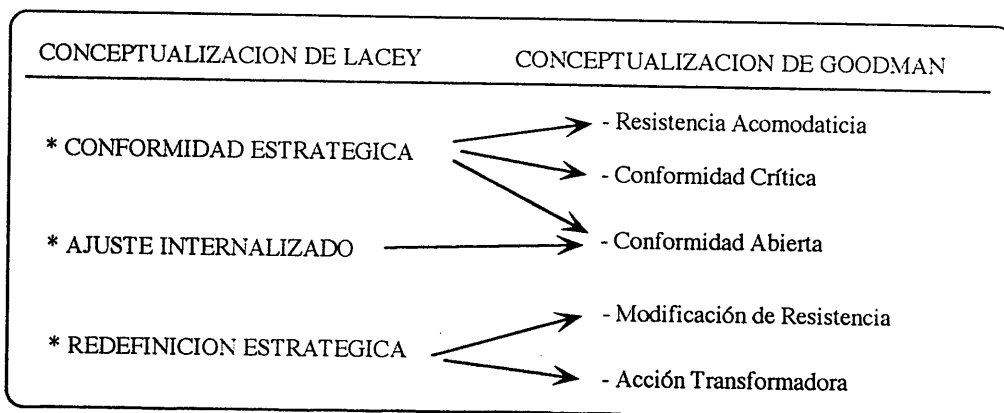 CONCEPTUALIZACION DE LACEY CONCEPTUALIZACION DE GOODMAN
- Resistencia Acomodaticia
* CONFORMIDAD ESTRATEGICA
- Conformidad Crítica
* AJUSTE INTERNALIZADO - Conformidad Abierta
- Modificación de Resistencia
* REDEFINICION ESTRATEGICA
- Acción Transformadora